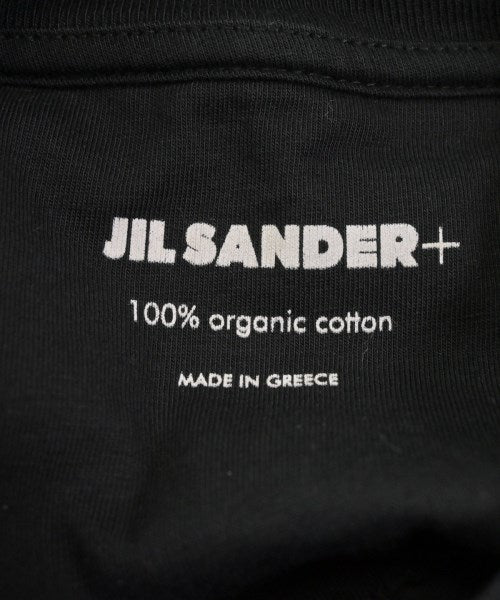 JIL SANDER+
100% organic cotton
MADE IN GREECE